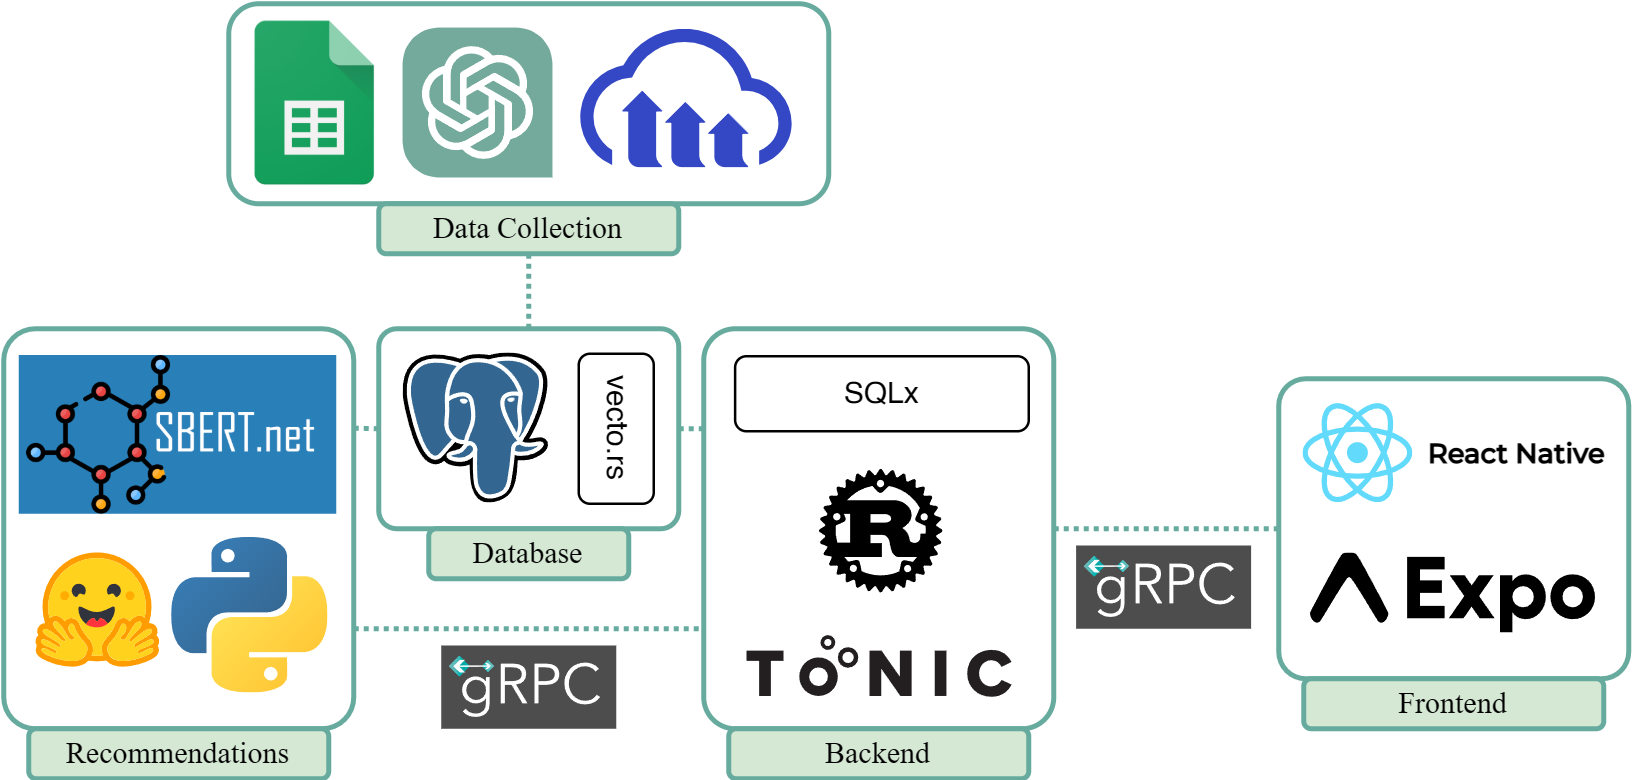 Data Collection
SBERT.net
vecto.rs
SQLx
React Native
Database
gRPC
Expo
TONIC
gRPC
Frontend
Recommendations
Backend